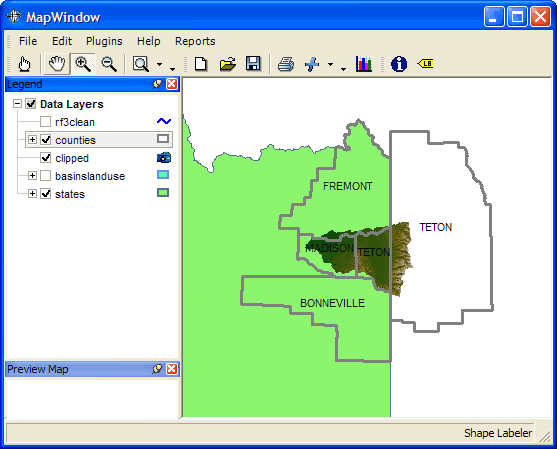 MapWindow
File Edit Plugins Help Reports
LB
Legend
Data Layers
rf3clean
counties
clipped
basinslanduse
states
FREMONT
TETON
MADISON
TETON
BONNEVILLE
Preview Map
Shape Labeler